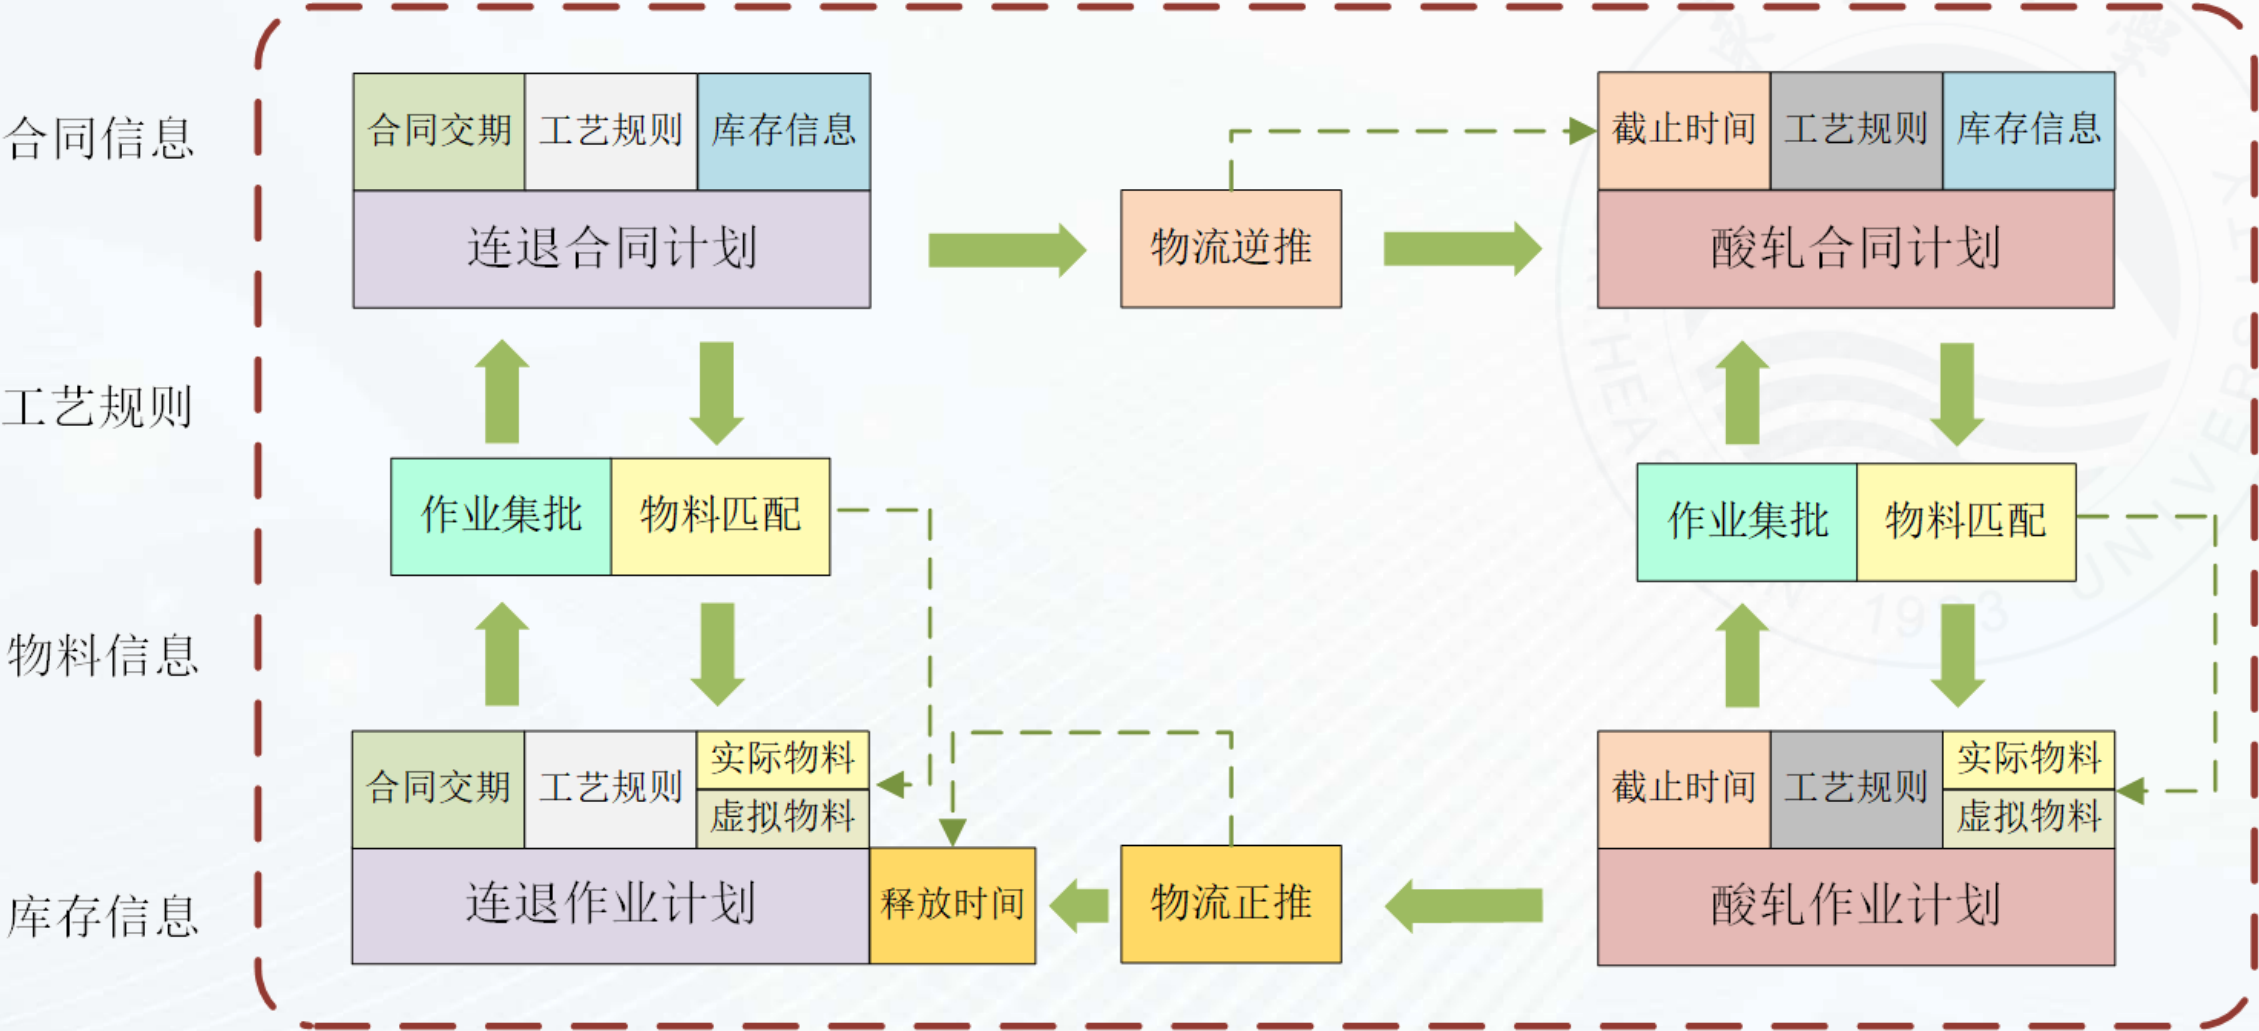 合同信息
工艺规则
物料信息
库存信息
合同交期 工艺规则 库存信息
连退合同计划
物流逆推
截止时间 工艺规则 库存信息
酸轧合同计划
作业集批 物料匹配
作业集批 物料匹配
合同交期 工艺规则 实际物料
虚拟物料
连退作业计划 释放时间
物流正推
截止时间 工艺规则 实际物料
虚拟物料
酸轧作业计划
UNIVERSITY